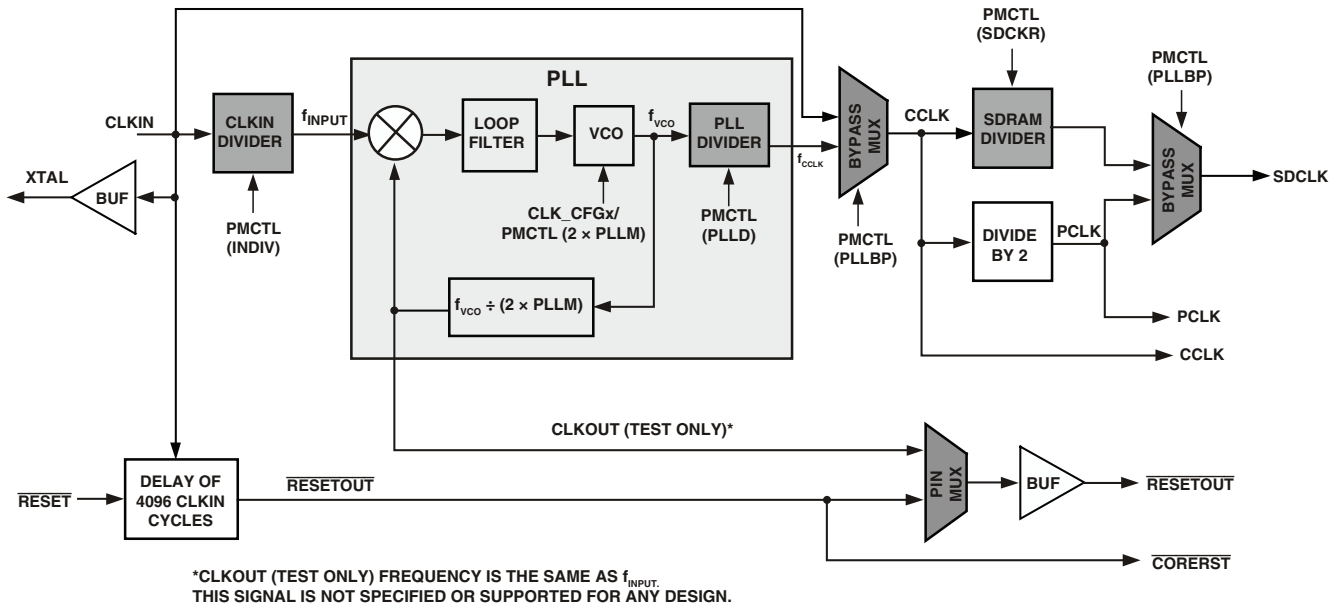 PLL
PMCTL
(SDCKR)
PMCTL
(PLLBP)
CLKIN
CLKIN
DIVIDER
fINPUT
LOOP
FILTER
VCO
fVCO
PLL
DIVIDER
fCCLK
BYPASS
MUX
CCLK
SDRAM
DIVIDER
BYPASS
MUX
SDCLK
XTAL
BUF
PMCTL
(INDIV)
CLK_CFGx/
PMCTL (2 × PLLM)
PMCTL
(PLLD)
PMCTL
(PLLBP)
DIVIDE
BY 2
PCLK
fVCO ÷ (2 × PLLM)
PCLK
CCLK
CLKOUT (TEST ONLY)*
RESET
DELAY OF
4096 CLKIN
CYCLES
RESETOUT
PIN
MUX
BUF
RESETOUT
CORERST
*CLKOUT (TEST ONLY) FREQUENCY IS THE SAME AS fINPUT.
THIS SIGNAL IS NOT SPECIFIED OR SUPPORTED FOR ANY DESIGN.